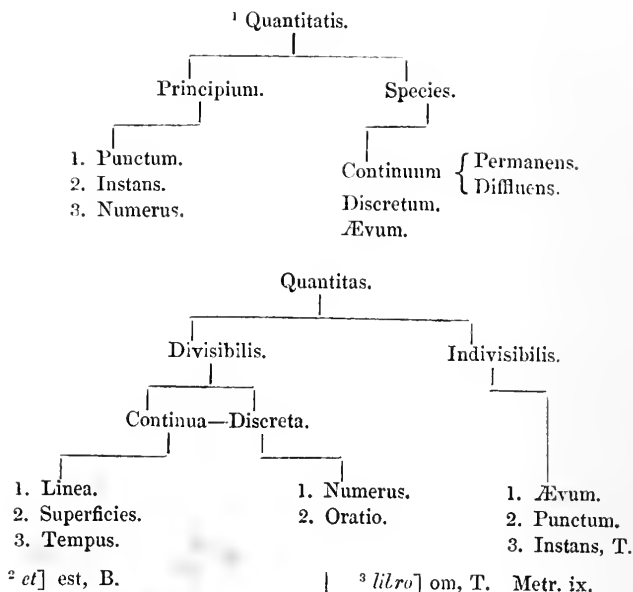 ¹ Quantitatis.
Principium. Species.
1. Punctum.
2. Instans.
3. Numerus.
Continuum { Permanens.
Diffluens.
Discretum.
Ævum.
Quantitas.
Divisibilis. Indivisibilis.
Continua—Discreta.
1. Linea.
2. Superficies.
3. Tempus.
1. Numerus.
2. Oratio.
1. Ævum.
2. Punctum.
3. Instans, T.
² et] est, B.
³ lilro] om, T. Metr. ix.